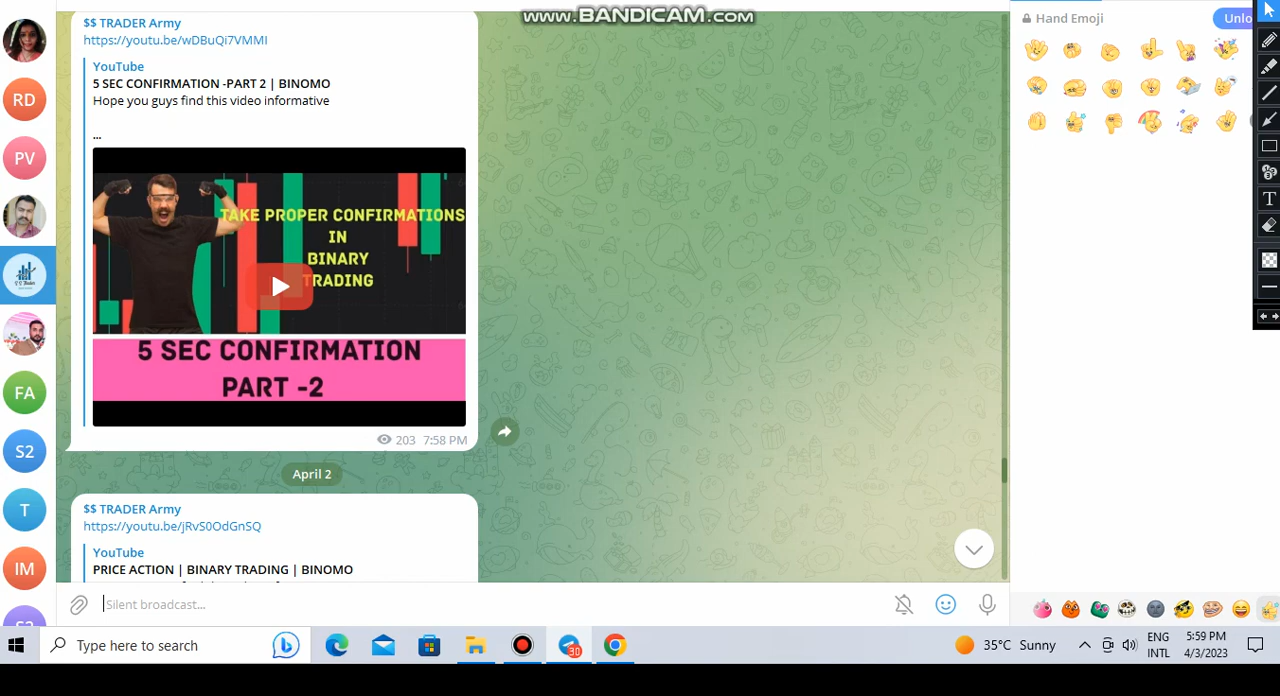 www.BANDICAM.com
$$ TRADER Army
https://youtu.be/wDBuQi7VMMI
YouTube
5 SEC CONFIRMATION -PART 2 | BINOMO
Hope you guys find this video informative
...
TAKE PROPER CONFIRMATIONS
IN
BINARY
TRADING
5 SEC CONFIRMATION
PART -2
203 7:58 PM
April 2
$$ TRADER Army
https://youtu.be/jRvS0OdGnSQ
YouTube
PRICE ACTION | BINARY TRADING | BINOMO
Silent broadcast...
Hand Emoji
Unlo
RD
PV
FA
S2
T
IM
Type here to search
30
35°C Sunny
ENG
INTL
5:59 PM
4/3/2023